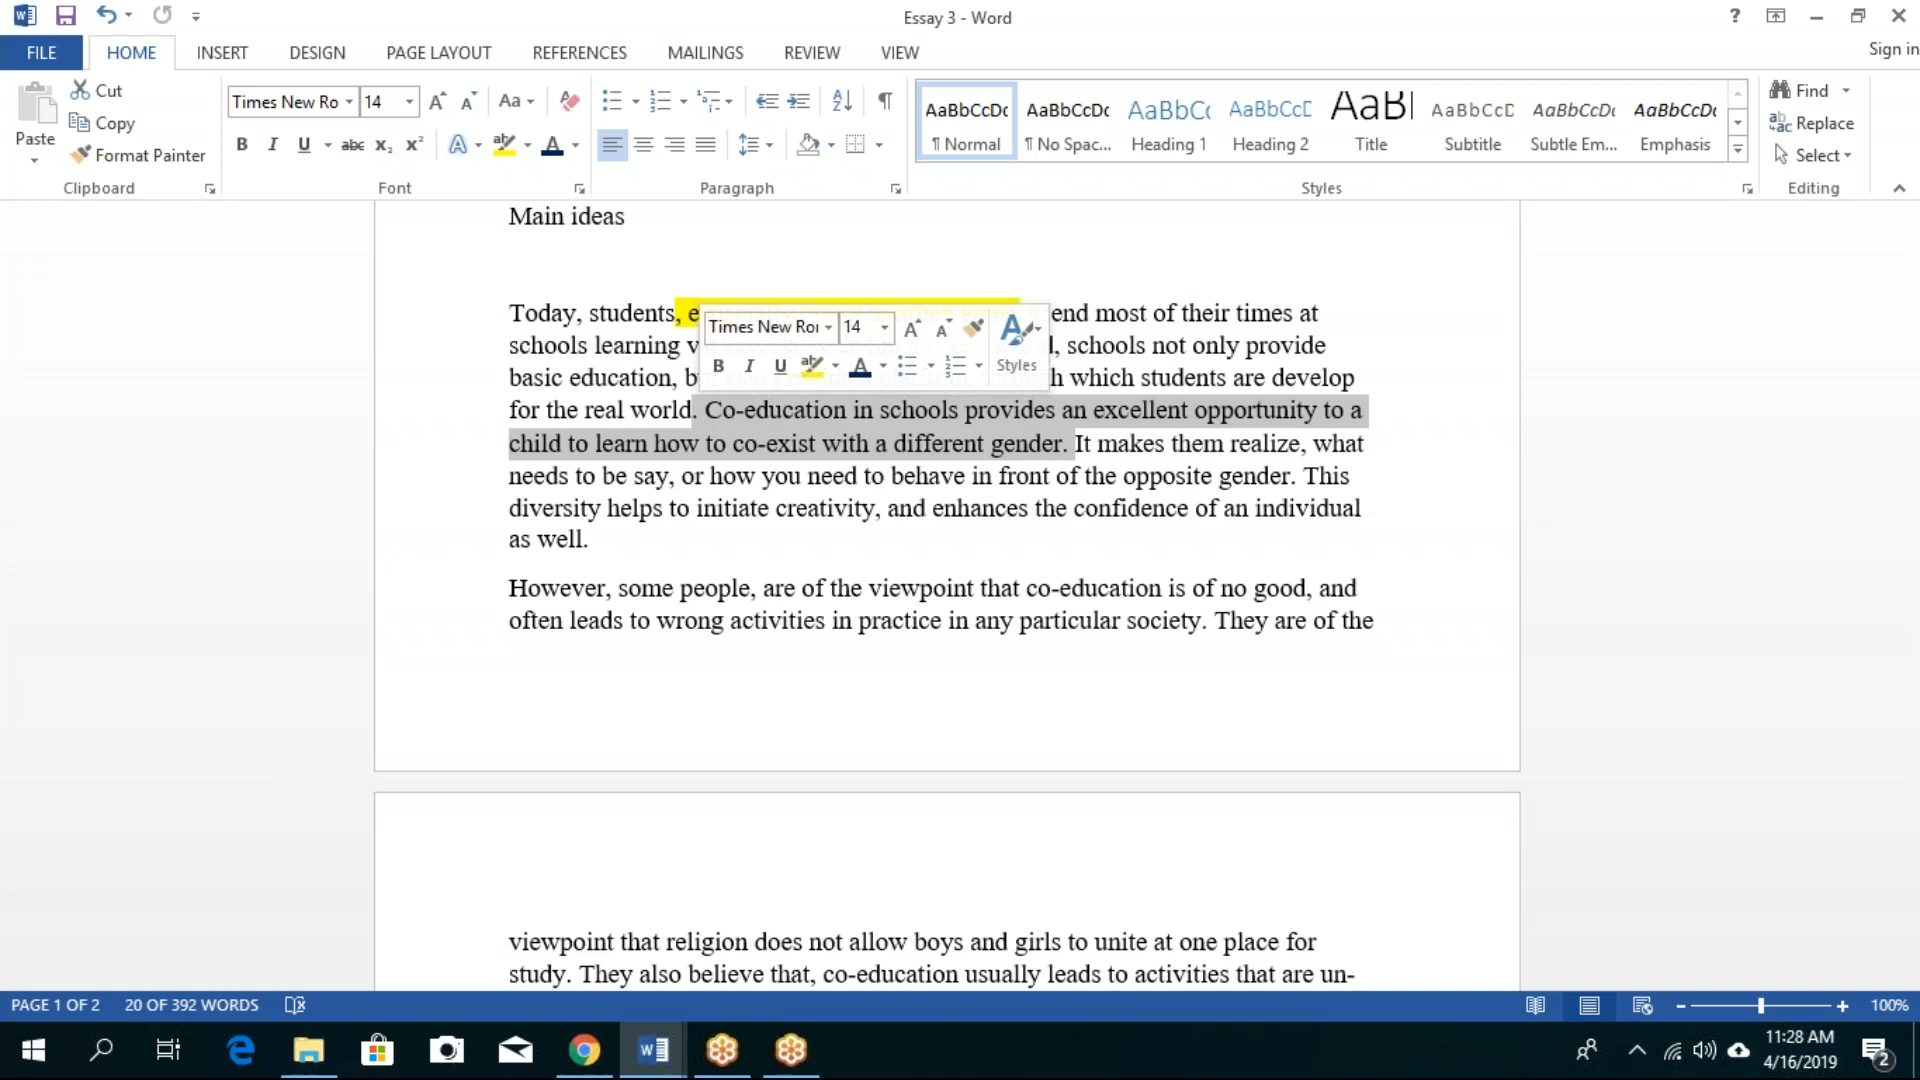 Essay 3 - Word
Sign in
FILE HOME INSERT DESIGN PAGE LAYOUT REFERENCES MAILINGS REVIEW VIEW
Paste
Cut
Copy
Format Painter
Clipboard
Times New Ro 14
Font
Paragraph
AaBbCcDc AaBbCcDc AaBbCc AaBbCcD AaB AaBbCcD AaBbCcDc AaBbCcDc
¶ Normal ¶ No Spac... Heading 1 Heading 2 Title Subtitle Subtle Em... Emphasis
Styles
Find
Replace
Select
Editing
Main ideas
Today, students, e end most of their times at
schools learning v , schools not only provide
basic education, b h which students are develop
for the real world. Co-education in schools provides an excellent opportunity to a
child to learn how to co-exist with a different gender. It makes them realize, what
needs to be say, or how you need to behave in front of the opposite gender. This
diversity helps to initiate creativity, and enhances the confidence of an individual
as well.
Times New Roı 14
B I U Styles
However, some people, are of the viewpoint that co-education is of no good, and
often leads to wrong activities in practice in any particular society. They are of the
viewpoint that religion does not allow boys and girls to unite at one place for
study. They also believe that, co-education usually leads to activities that are un-
PAGE 1 OF 2 20 OF 392 WORDS 100%
11:28 AM
4/16/2019
2